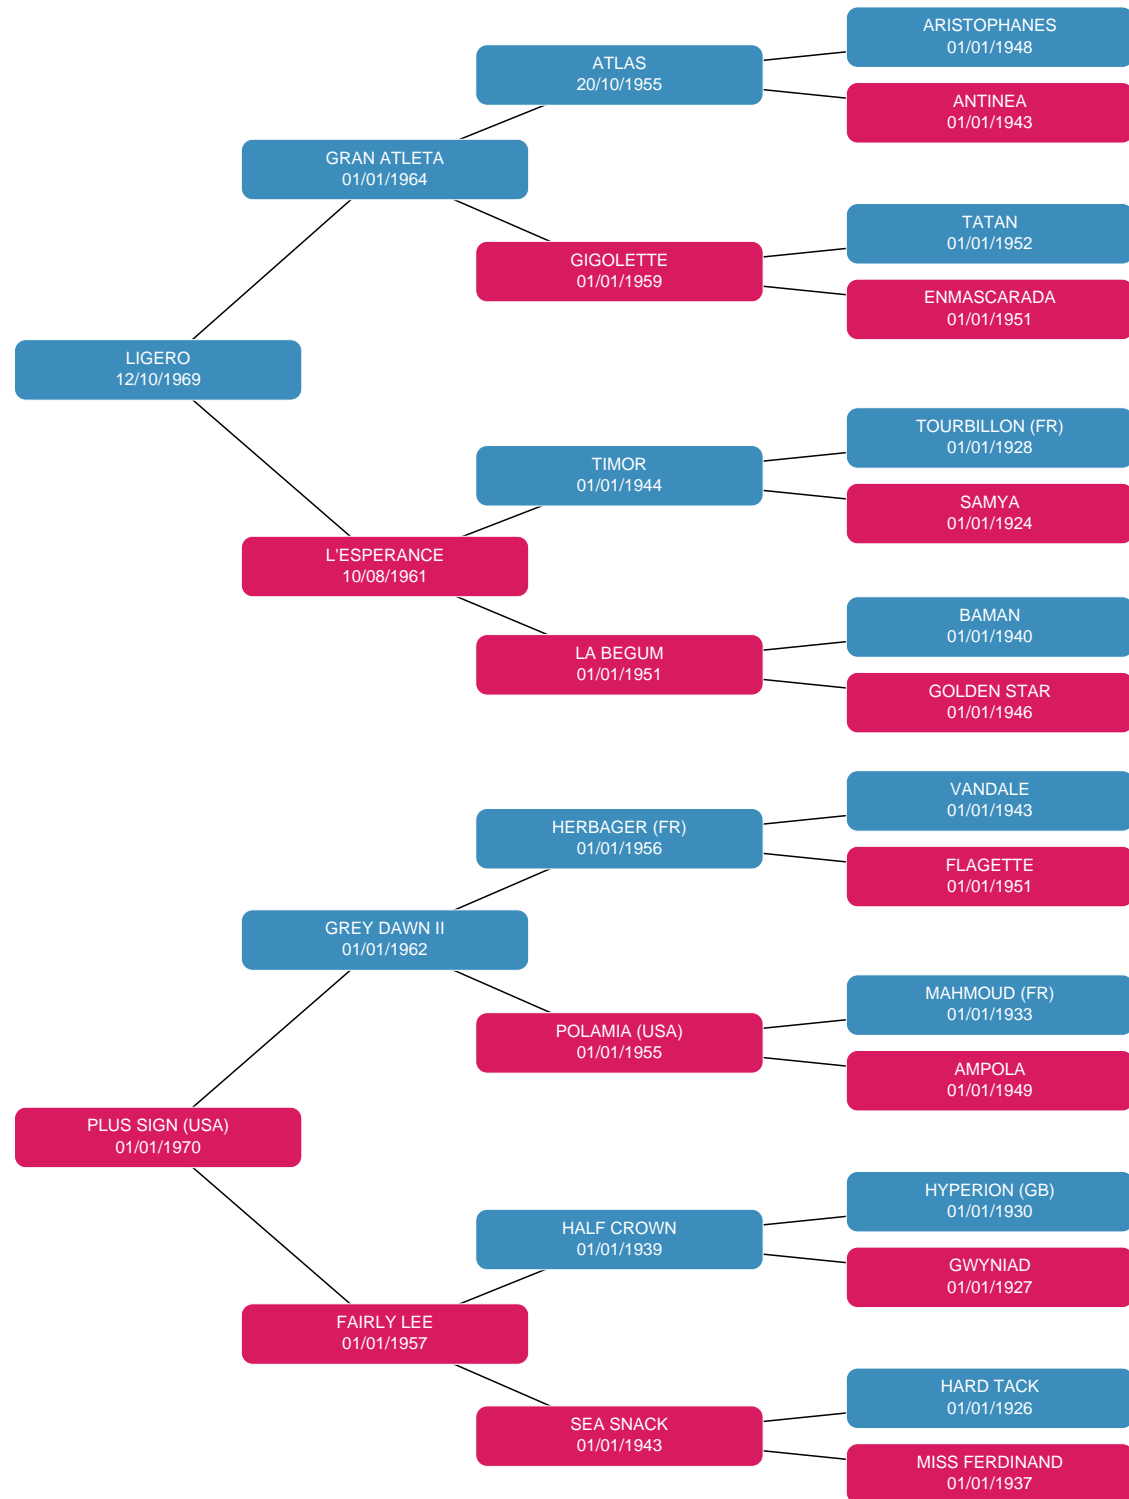 ARISTOPHANES
01/01/1948
ATLAS
20/10/1955
ANTINEA
01/01/1943
GRAN ATLETA
01/01/1964
TATAN
01/01/1952
GIGOLETTE
01/01/1959
ENMASCARADA
01/01/1951
LIGERO
12/10/1969
TOURBILLON (FR)
01/01/1928
TIMOR
01/01/1944
SAMYA
01/01/1924
L'ESPERANCE
10/08/1961
BAMAN
01/01/1940
LA BEGUM
01/01/1951
GOLDEN STAR
01/01/1946
VANDALE
01/01/1943
HERBAGER (FR)
01/01/1956
FLAGETTE
01/01/1951
GREY DAWN II
01/01/1962
MAHMOUD (FR)
01/01/1933
POLAMIA (USA)
01/01/1955
AMPOLA
01/01/1949
PLUS SIGN (USA)
01/01/1970
HYPERION (GB)
01/01/1930
HALF CROWN
01/01/1939
GWYNIAD
01/01/1927
FAIRLY LEE
01/01/1957
HARD TACK
01/01/1926
SEA SNACK
01/01/1943
MISS FERDINAND
01/01/1937